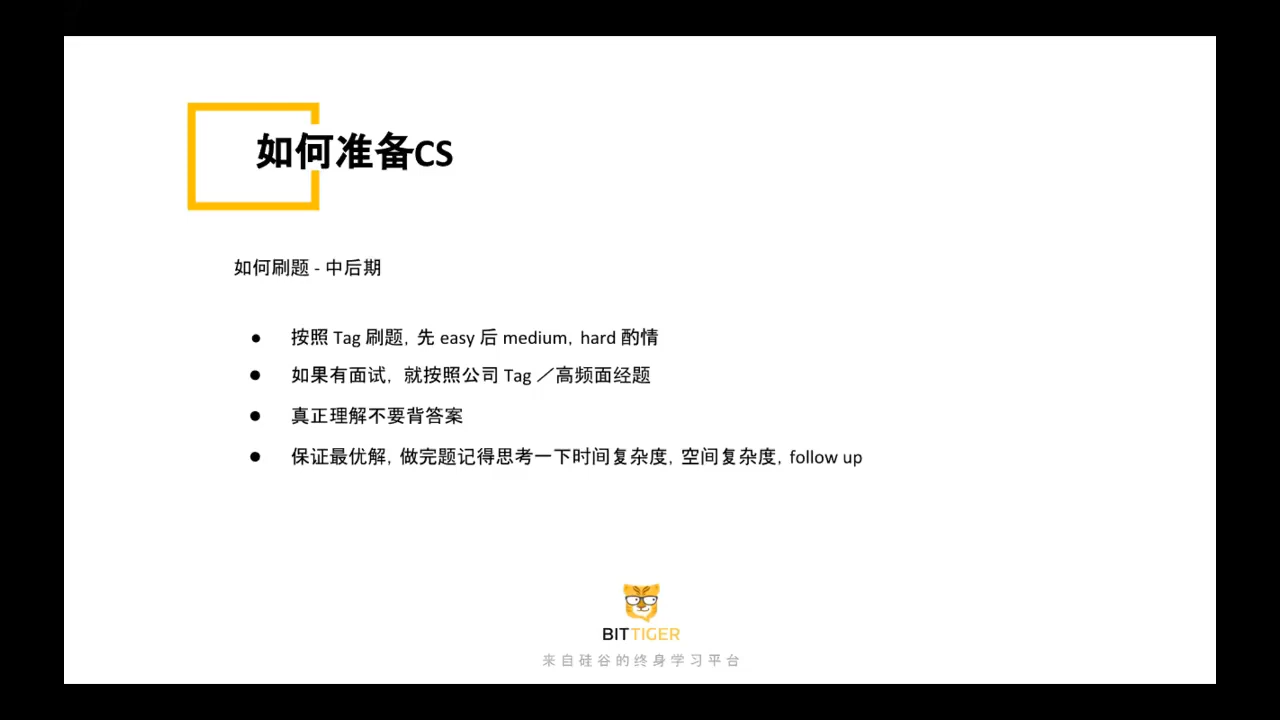 如何准备CS
如何刷题 - 中后期
按照 Tag 刷题, 先 easy 后 medium, hard 酌情
如果有面试, 就按照公司 Tag ／高频面经题
真正理解不要背答案
保证最优解, 做完题记得思考一下时间复杂度, 空间复杂度, follow up
BITTIGER
来自硅谷的终身学习平台